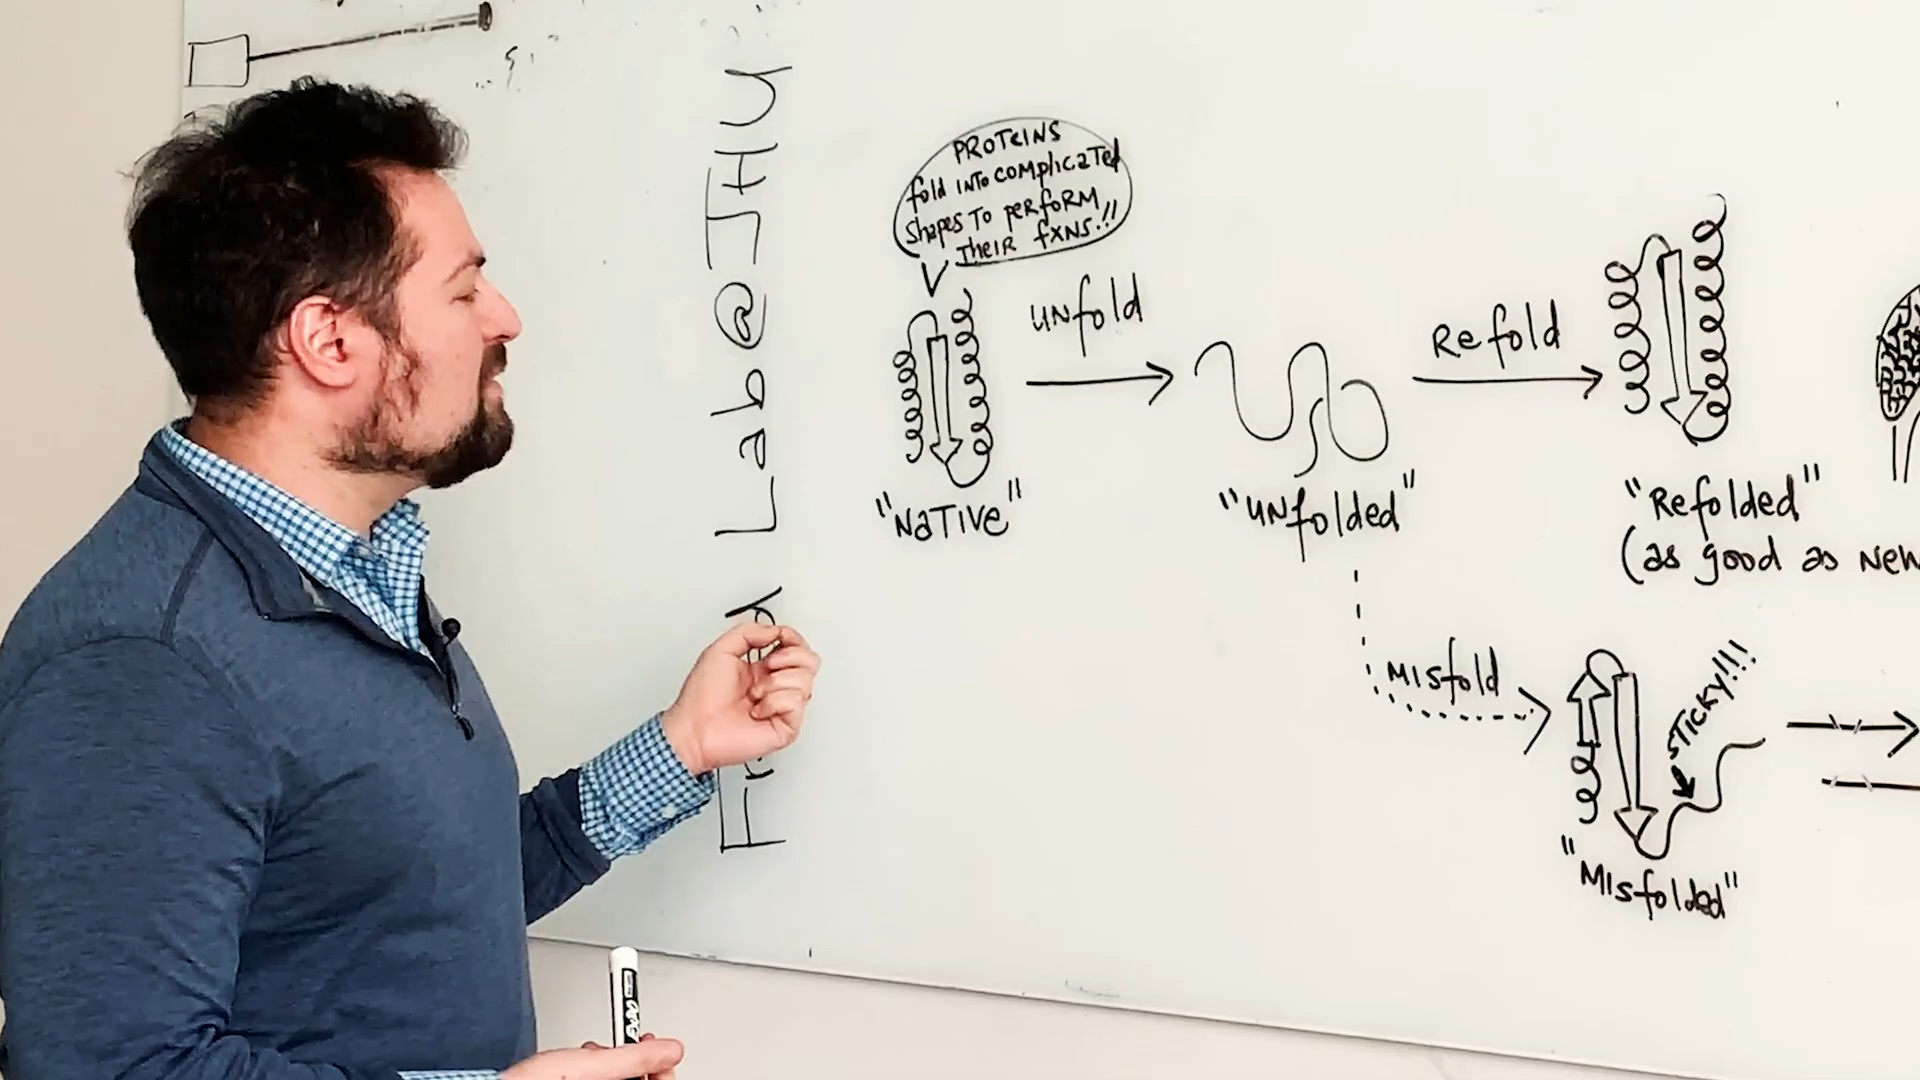 Lab@JHU
PROTEINS
fold INTO COMPlicaTed
shapes To peRfoRM
TheIR fxNs!!
UNfold
Refold
"NaTive"
"UNfolded"
"Refolded"
(as good as New
MIsfold
STICKY!!!
"MIsfolded"
EXPO